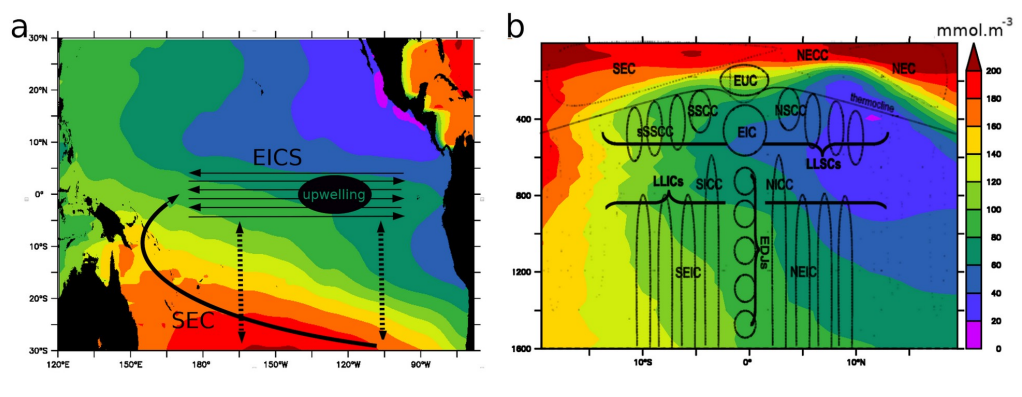 a
30°N
20°N
10°N
0°
10°S
20°S
30°S
120°E
150°E
180°W
150°W
120°W
90°W
EICS
upwelling
SEC
b
mmol.m⁻³
400
800
1200
1600
10°S
0°
10°N
SEC
NECC
NEC
EUC
thermocline
SSCC
NSCC
sSSCC
EIC
LLSCs
LLICs
SICC
NICC
EDJs
SEIC
NEIC
200
180
160
140
120
100
80
60
40
20
0